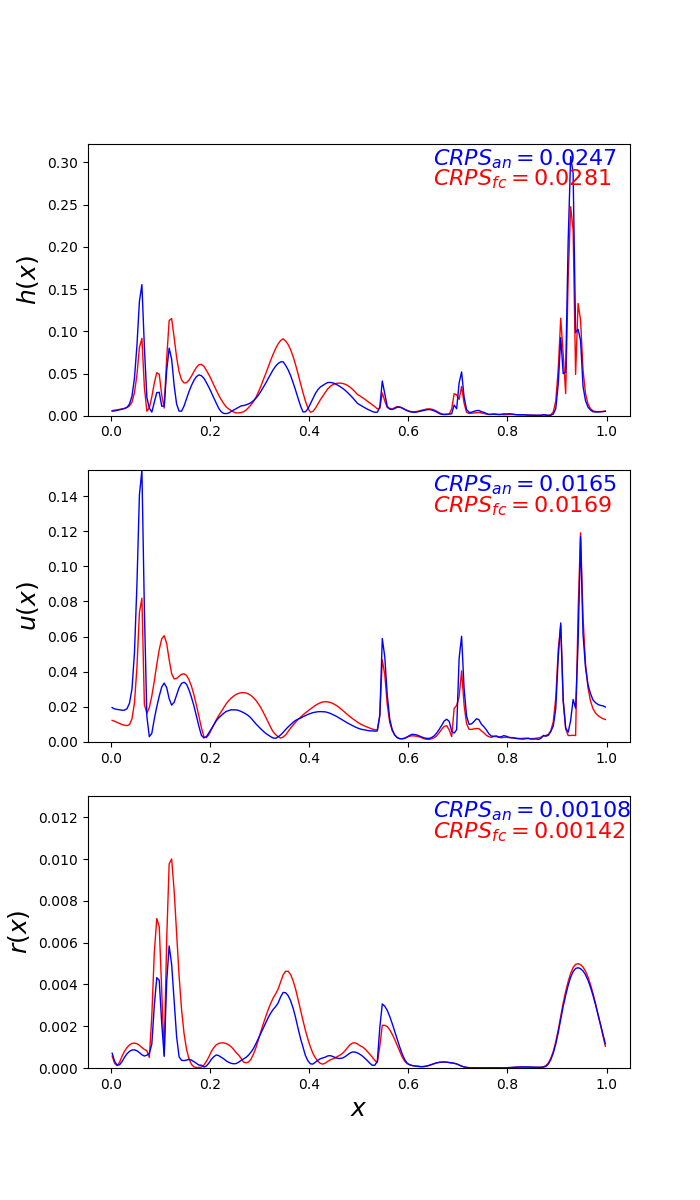 CRPS_an = 0.0247
CRPS_fc = 0.0281
0.30
0.25
0.20
0.15
0.10
0.05
0.00
h(x)
0.0 0.2 0.4 0.6 0.8 1.0
CRPS_an = 0.0165
CRPS_fc = 0.0169
0.14
0.12
0.10
0.08
0.06
0.04
0.02
0.00
u(x)
0.0 0.2 0.4 0.6 0.8 1.0
CRPS_an = 0.00108
CRPS_fc = 0.00142
0.012
0.010
0.008
0.006
0.004
0.002
0.000
r(x)
0.0 0.2 0.4 0.6 0.8 1.0
x